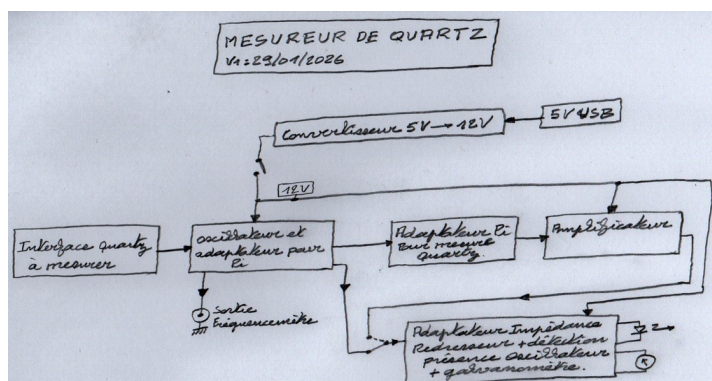 MESUREUR DE QUARTZ
V1=29/01/2026
Convertisseur 5V → 12V
5V USB
12V
Interface Quartz
à mesurer
oscillateur et
adaptateur pour
Pi
Adaptateur Pi
pour mesure
quartz.
Amplificateur
Sortie
Fréquencemètre
Adaptateur Impédance
Redresseur + détection
présence oscillateur
+ galvanomètre.